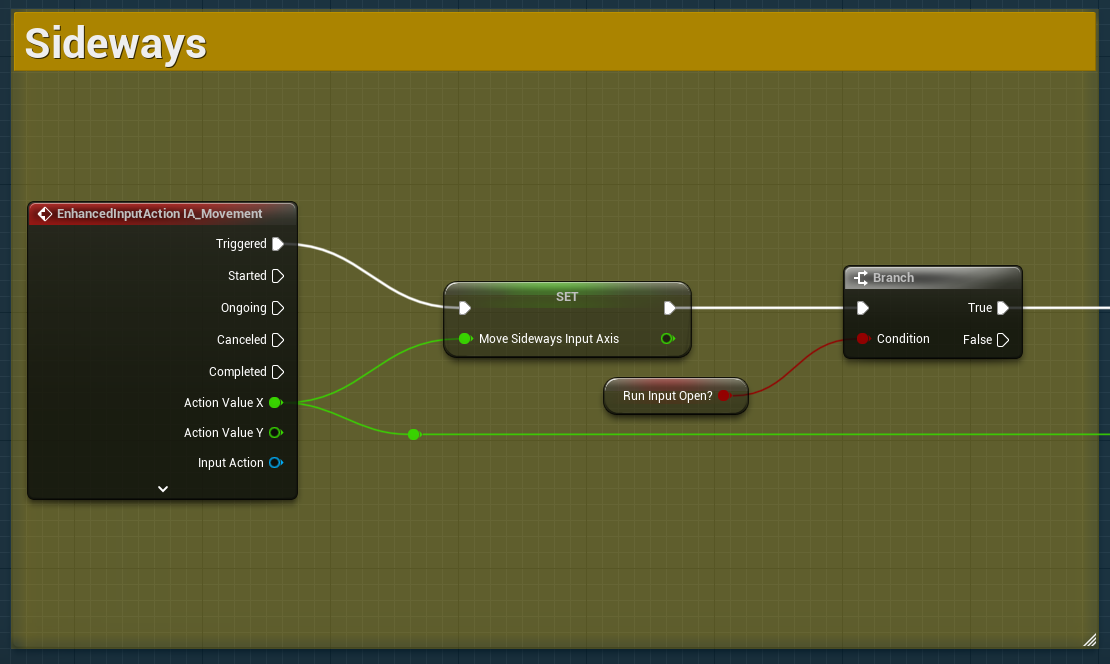 Sideways
EnhancedInputAction IA_Movement
Triggered
Started
Ongoing
Canceled
Completed
Action Value X
Action Value Y
Input Action
SET
Move Sideways Input Axis
Run Input Open?
Branch
True
Condition
False